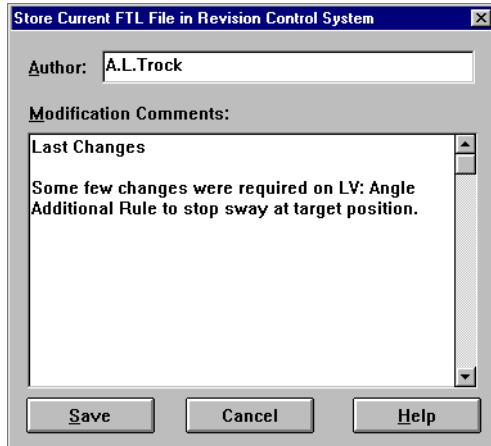 Store Current FTL File in Revision Control System
Author: A.L.Trock
Modification Comments:
Last Changes
Some few changes were required on LV: Angle
Additional Rule to stop sway at target position.
Save Cancel Help